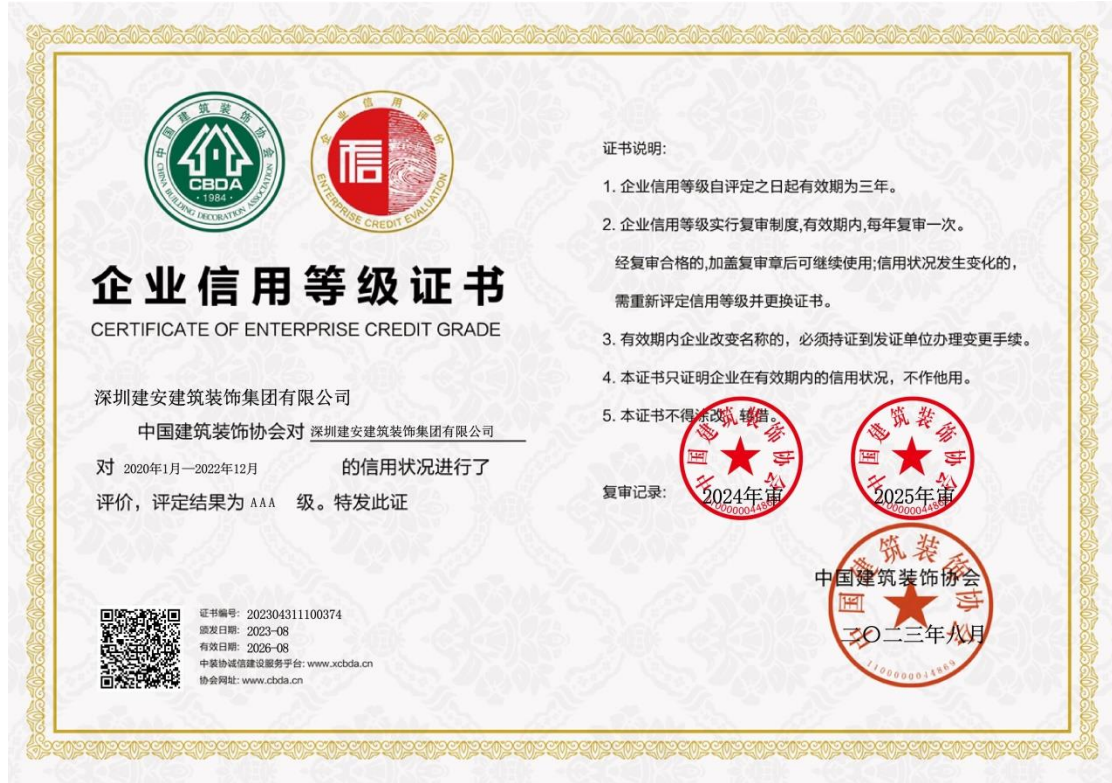 中国建筑装饰协会
CBDA
·1984·
CHINA BUILDING DECORATION ASSOCIATION
企业信用评价
信
ENTERPRISE CREDIT EVALUATION
企业信用等级证书
CERTIFICATE OF ENTERPRISE CREDIT GRADE
深圳建安建筑装饰集团有限公司
中国建筑装饰协会对 深圳建安建筑装饰集团有限公司
对 2020年1月—2022年12月 的信用状况进行了
评价，评定结果为 AAA 级。特发此证
证书编号: 202304311100374
颁发日期: 2023-08
有效日期: 2026-08
中装协诚信建设服务平台: www.xcbda.cn
协会网址: www.cbda.cn
证书说明:
1. 企业信用等级自评定之日起有效期为三年。
2. 企业信用等级实行复审制度,有效期内,每年复审一次。
经复审合格的,加盖复审章后可继续使用;信用状况发生变化的，
需重新评定信用等级并更换证书。
3. 有效期内企业改变名称的，必须持证到发证单位办理变更手续。
4. 本证书只证明企业在有效期内的信用状况，不作他用。
5. 本证书不得涂改、转借。
复审记录:
中国建筑装饰协会
2024年审
中国建筑装饰协会
2025年审
中国建筑装饰协会
二〇二三年八月
中国建筑装饰协会
1100000044869